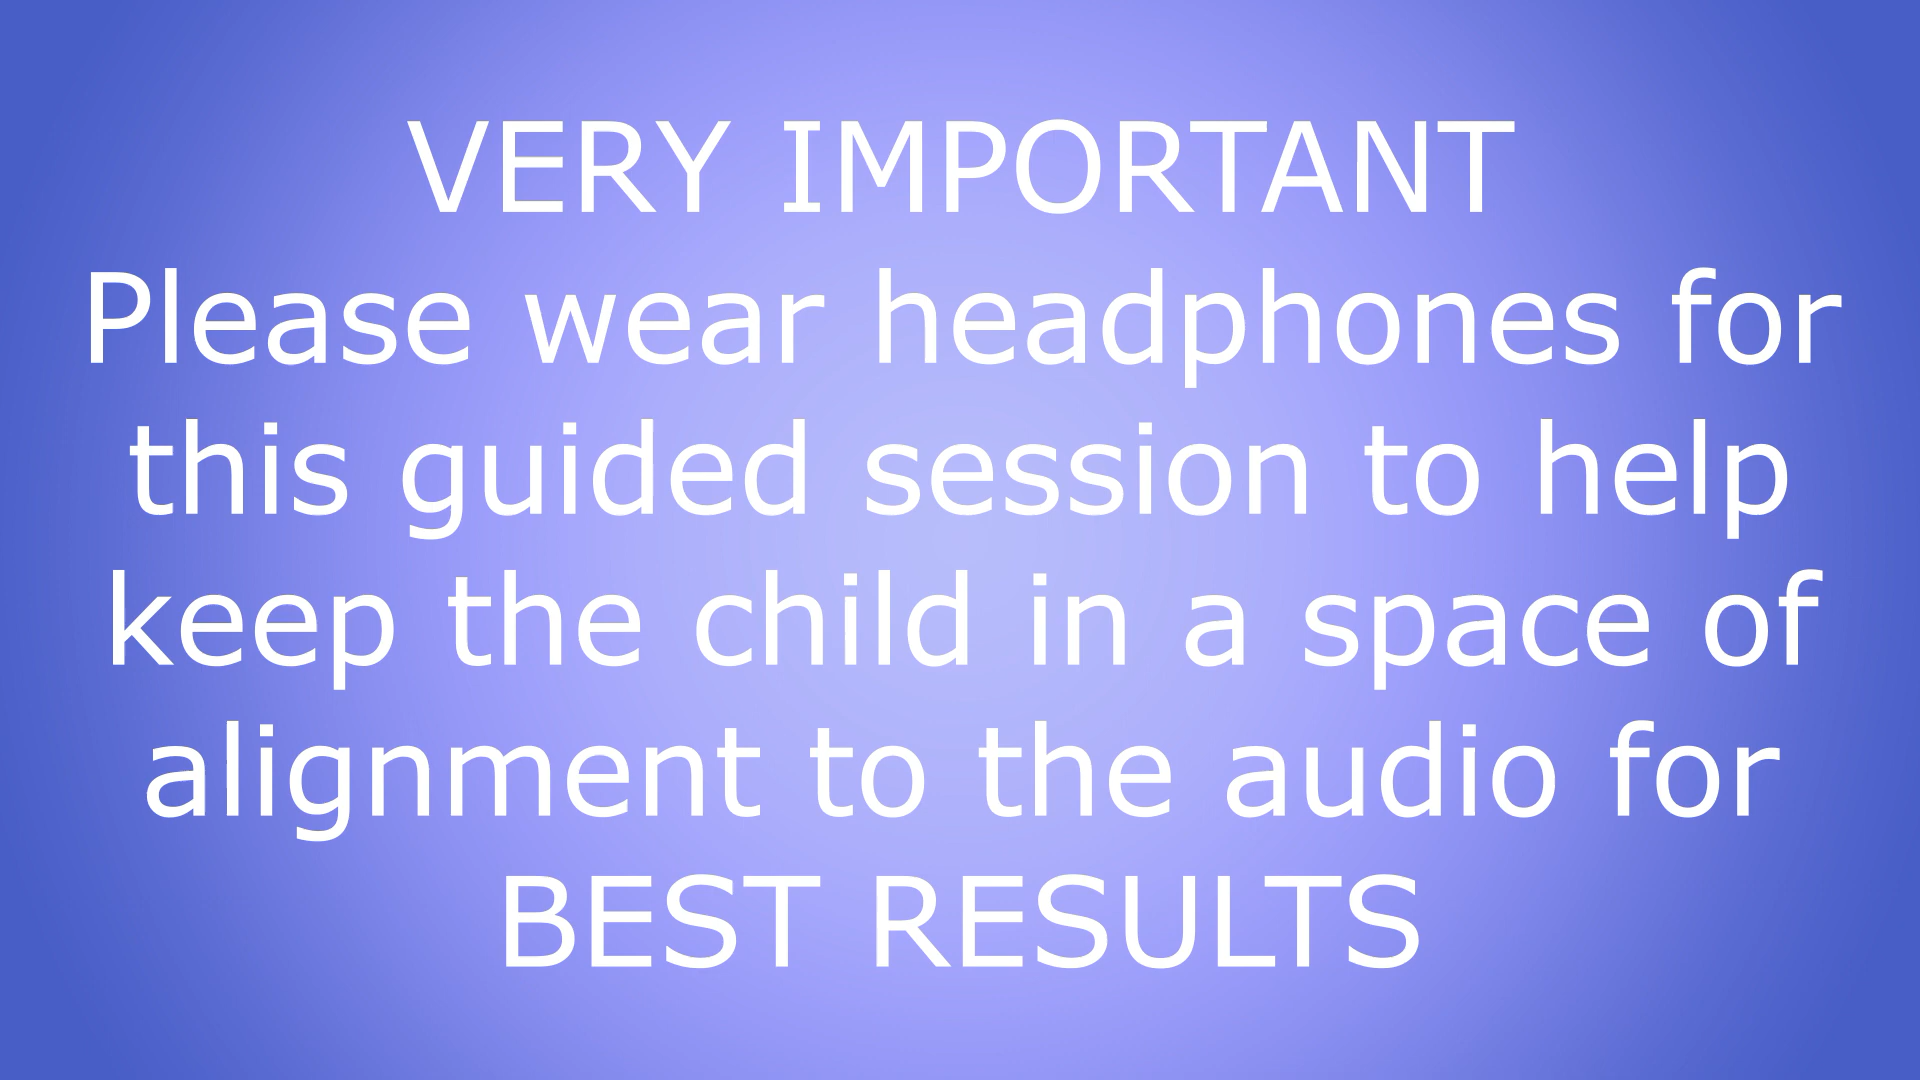 VERY IMPORTANT
Please wear headphones for
this guided session to help
keep the child in a space of
alignment to the audio for
BEST RESULTS